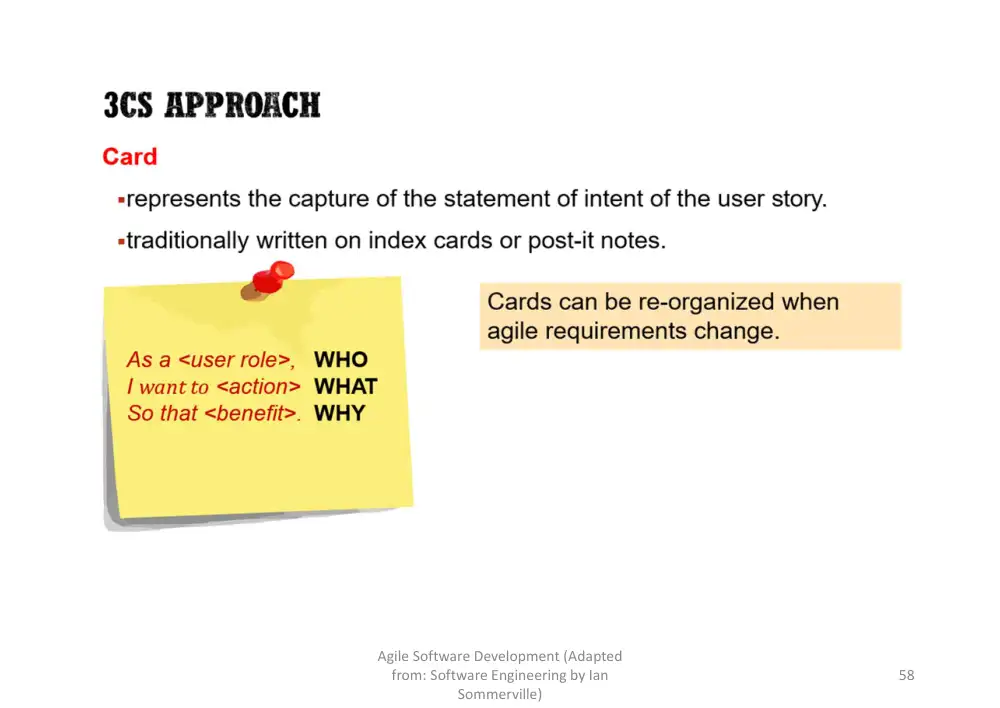 3CS APPROACH
Card
▪represents the capture of the statement of intent of the user story.
▪traditionally written on index cards or post-it notes.
As a <user role>, WHO
I want to <action> WHAT
So that <benefit>. WHY
Cards can be re-organized when
agile requirements change.
Agile Software Development (Adapted
from: Software Engineering by Ian
Sommerville)
58